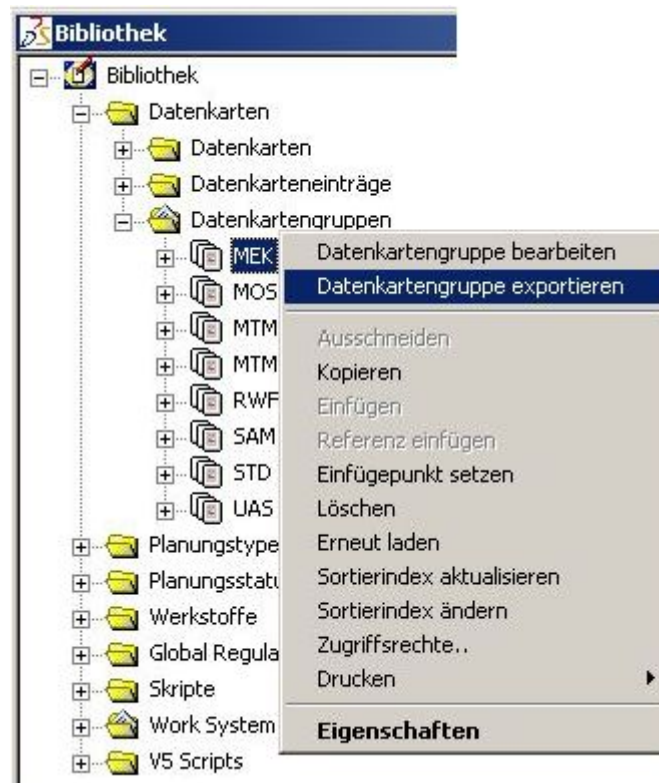 Bibliothek
Bibliothek
Datenkarten
Datenkarten
Datenkarteneinträge
Datenkartengruppen
MEK
MOS
MTM
MTM
RWF
SAM
STD
UAS
Planungstype
Planungsstatu
Werkstoffe
Global Regula
Skripte
Work System
V5 Scripts
Datenkartengruppe bearbeiten
Datenkartengruppe exportieren
Ausschneiden
Kopieren
Einfügen
Referenz einfügen
Einfügepunkt setzen
Löschen
Erneut laden
Sortierindex aktualisieren
Sortierindex ändern
Zugriffsrechte..
Drucken
Eigenschaften